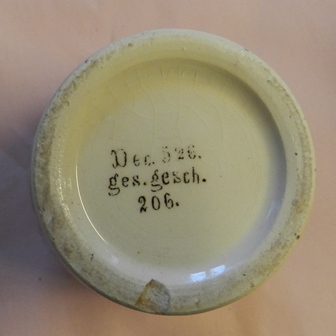 Dec. 526.
ges. gesch.
206.